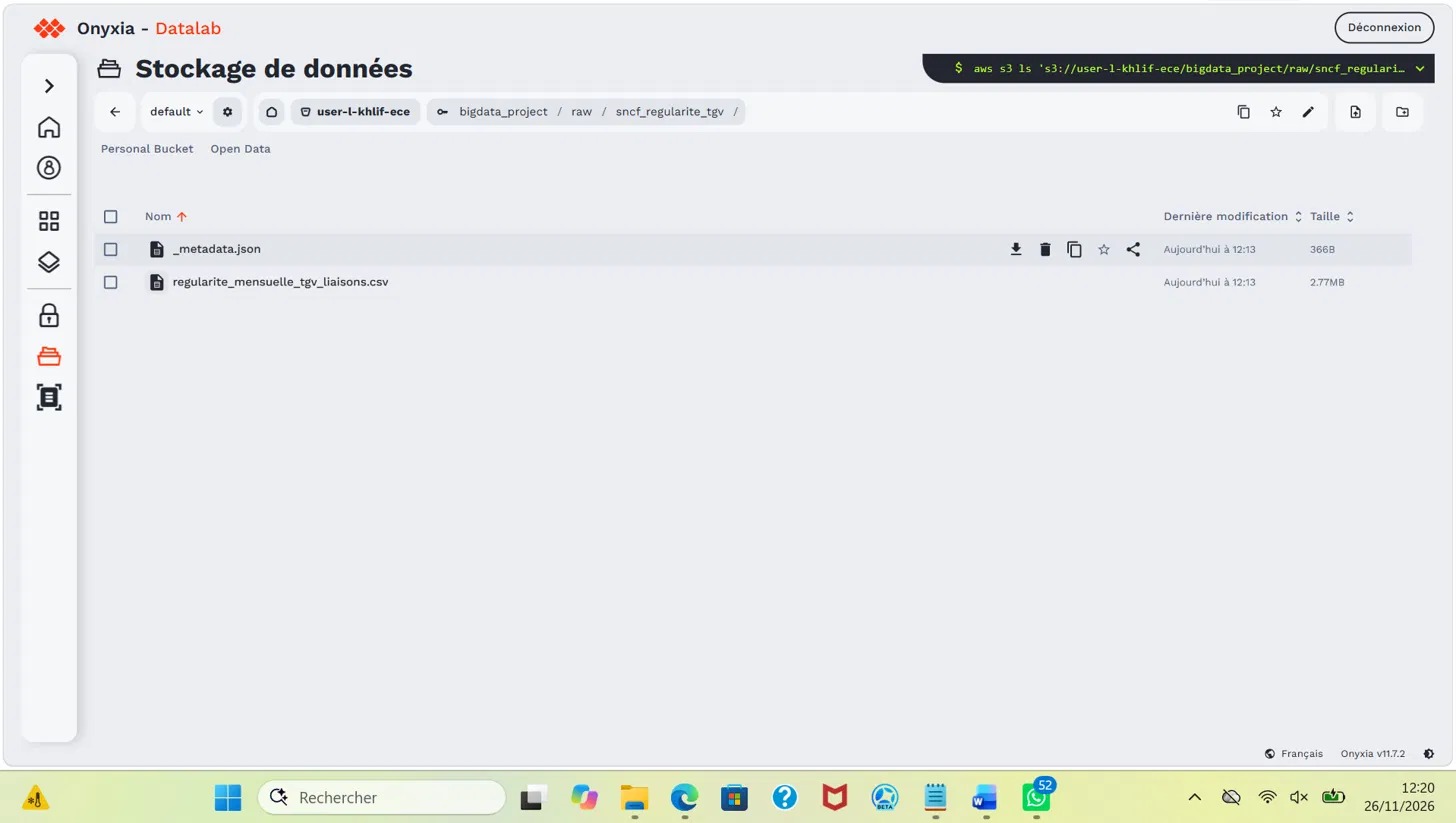 Onyxia - Datalab
Déconnexion
Stockage de données
$ aws s3 ls 's3://user-l-khlif-ece/bigdata_project/raw/sncf_regulari…
default
user-l-khlif-ece
bigdata_project / raw / sncf_regularite_tgv /
Personal Bucket Open Data
Nom Dernière modification Taille
_metadata.json Aujourd'hui à 12:13 366B
regularite_mensuelle_tgv_liaisons.csv Aujourd'hui à 12:13 2.77MB
Français Onyxia v11.7.2
Rechercher
BETA
52
12:20
26/11/2026